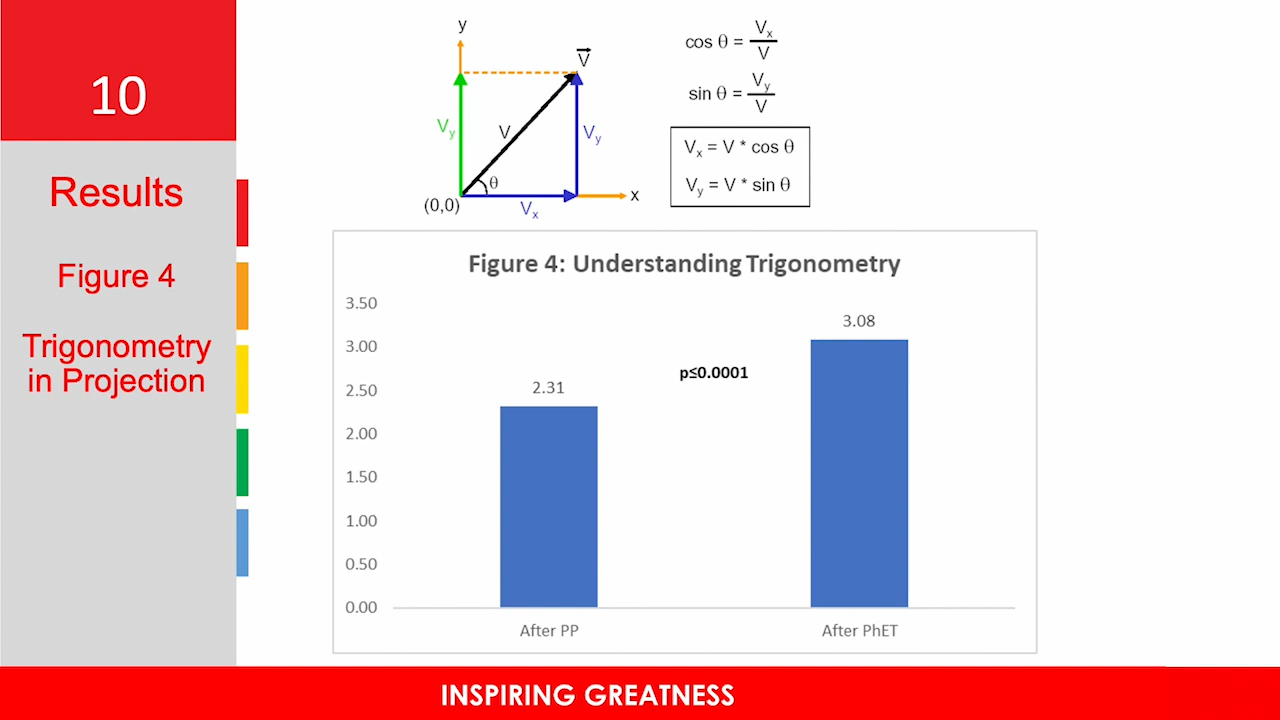 10
Results
Figure 4
Trigonometry
in Projection
y
V
V
Vy
Vy
θ
(0,0)
Vx
x
cos θ = Vx / V
sin θ = Vy / V
Vx = V * cos θ
Vy = V * sin θ
Figure 4: Understanding Trigonometry
3.50
3.00
2.50
2.00
1.50
1.00
0.50
0.00
2.31
p≤0.0001
3.08
After PP
After PhET
INSPIRING GREATNESS